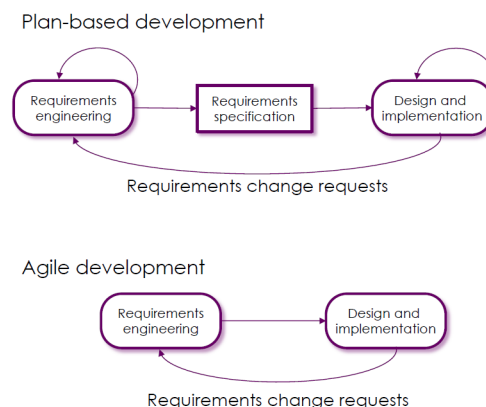 Plan-based development
Requirements
engineering
Requirements
specification
Design and
implementation
Requirements change requests
Agile development
Requirements
engineering
Design and
implementation
Requirements change requests